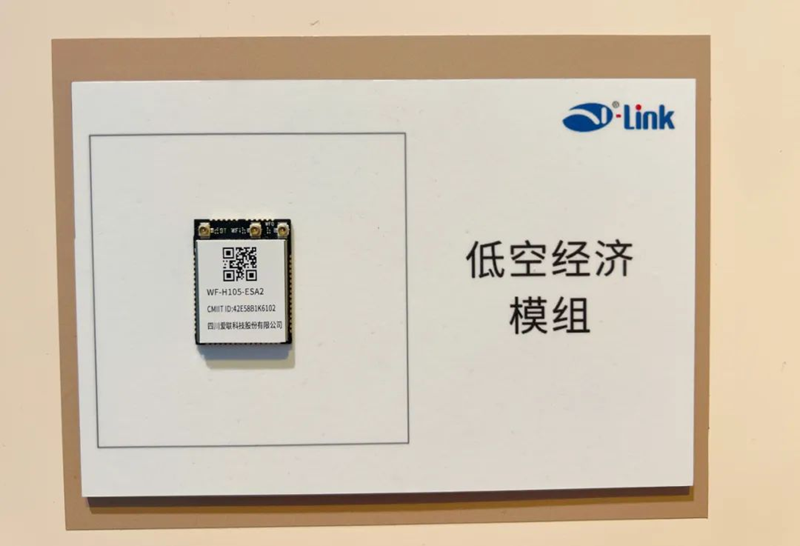 -Link
低空经济
模组
WF-H105-ESA2
CMIIT ID:42E58B1K6102
四川爱联科技股份有限公司